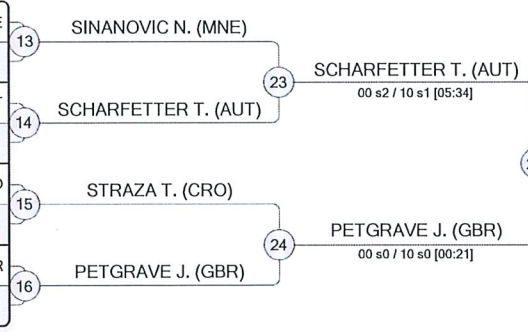 SINANOVIC N. (MNE)
13
23
SCHARFETTER T. (AUT)
00 s2 / 10 s1 [05:34]
SCHARFETTER T. (AUT)
14
STRAZA T. (CRO)
15
24
PETGRAVE J. (GBR)
00 s0 / 10 s0 [00:21]
PETGRAVE J. (GBR)
16